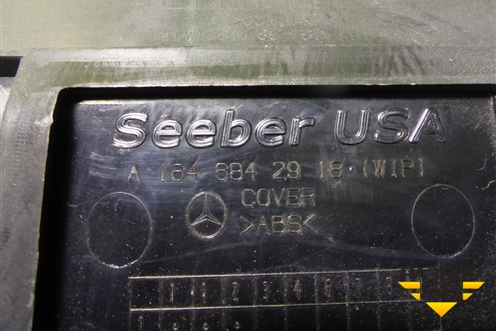 Seeber USA
A 164 684 29 18 (WIP)
COVER
>ABS<